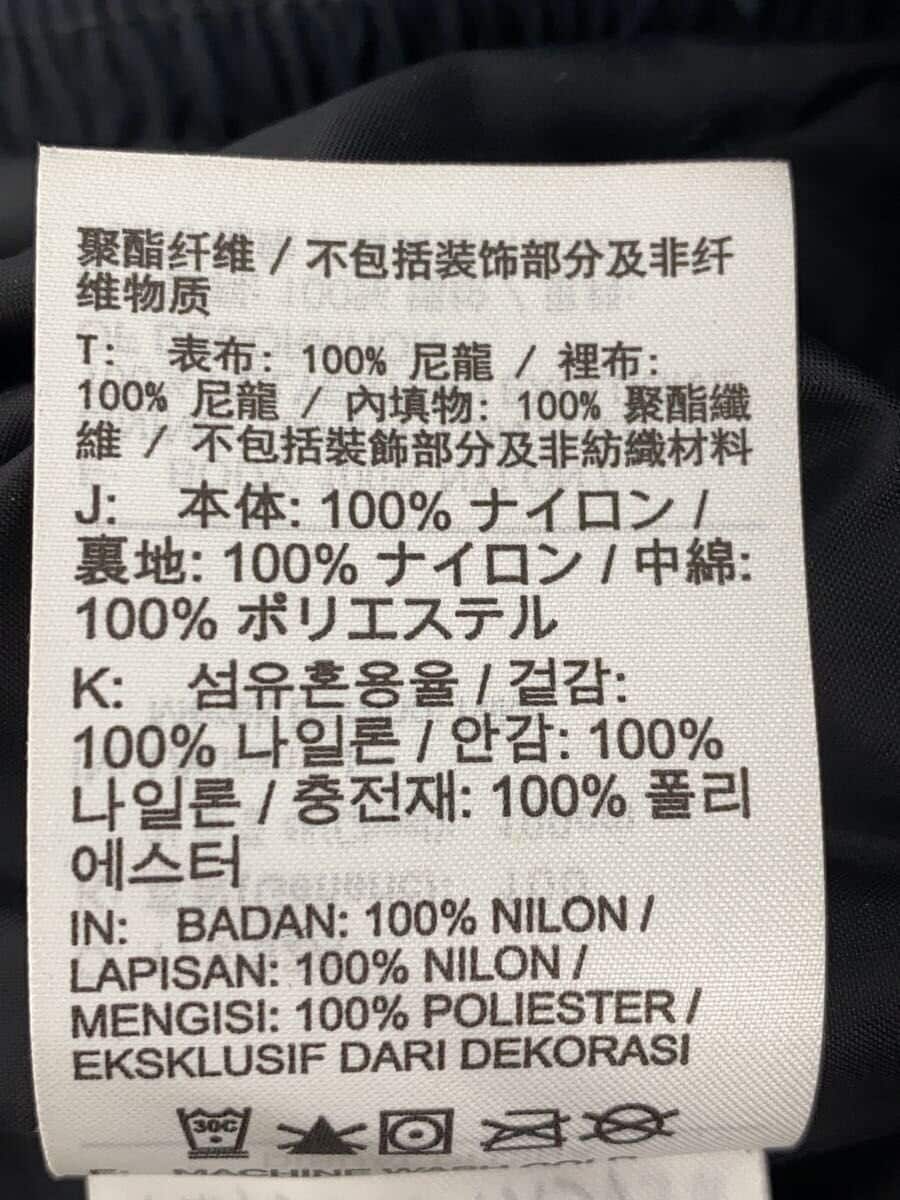 聚酯纤维 / 不包括装饰部分及非纤
维物质
T: 表布: 100% 尼龍 / 裡布:
100% 尼龍 / 內填物: 100% 聚酯纖
維 / 不包括裝飾部分及非紡織材料
J: 本体: 100% ナイロン /
裏地: 100% ナイロン / 中綿:
100% ポリエステル
K: 섬유혼용율 / 겉감:
100% 나일론 / 안감: 100%
나일론 / 충전재: 100% 폴리
에스터
IN: BADAN: 100% NILON /
LAPISAN: 100% NILON /
MENGISI: 100% POLIESTER /
EKSKLUSIF DARI DEKORASI
30C
MACHINE WASH COLD